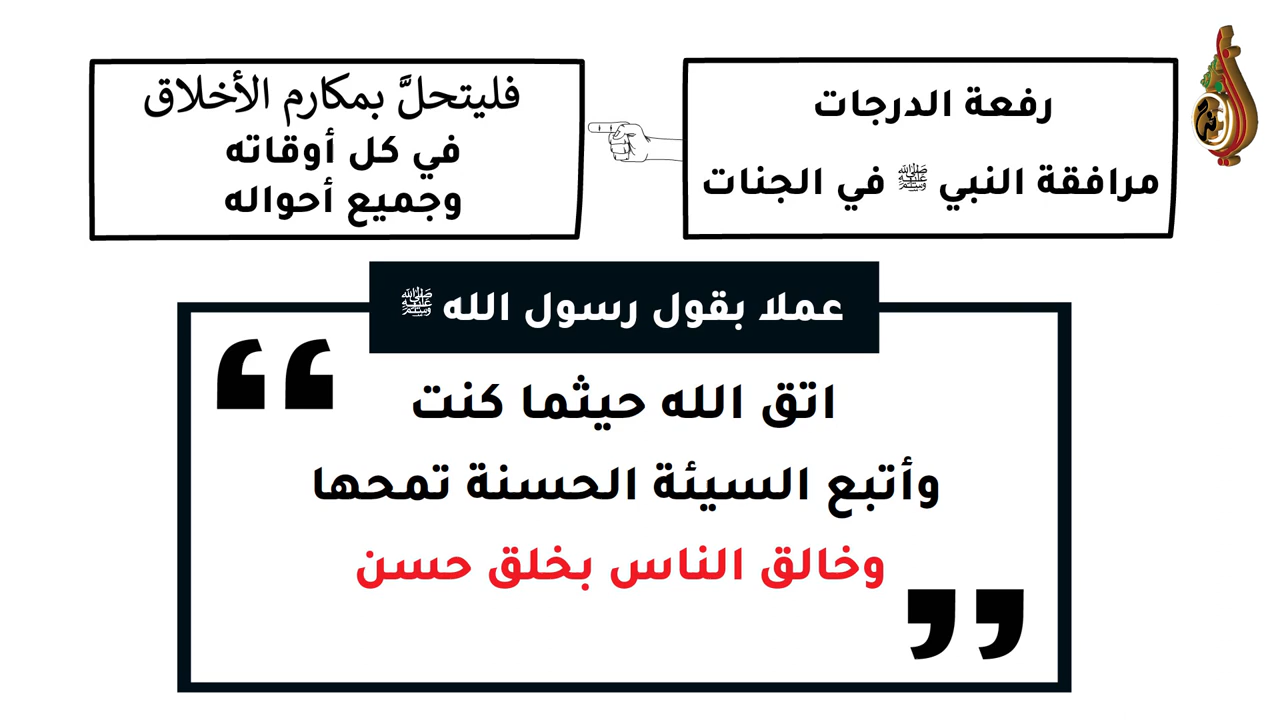 رفعة الدرجات
مرافقة النبي ﷺ في الجنات
فليتحلَّ بمكارم الأخلاق
في كل أوقاته
وجميع أحواله
عملا بقول رسول الله ﷺ
اتق الله حيثما كنت
وأتبع السيئة الحسنة تمحها
وخالق الناس بخلق حسن